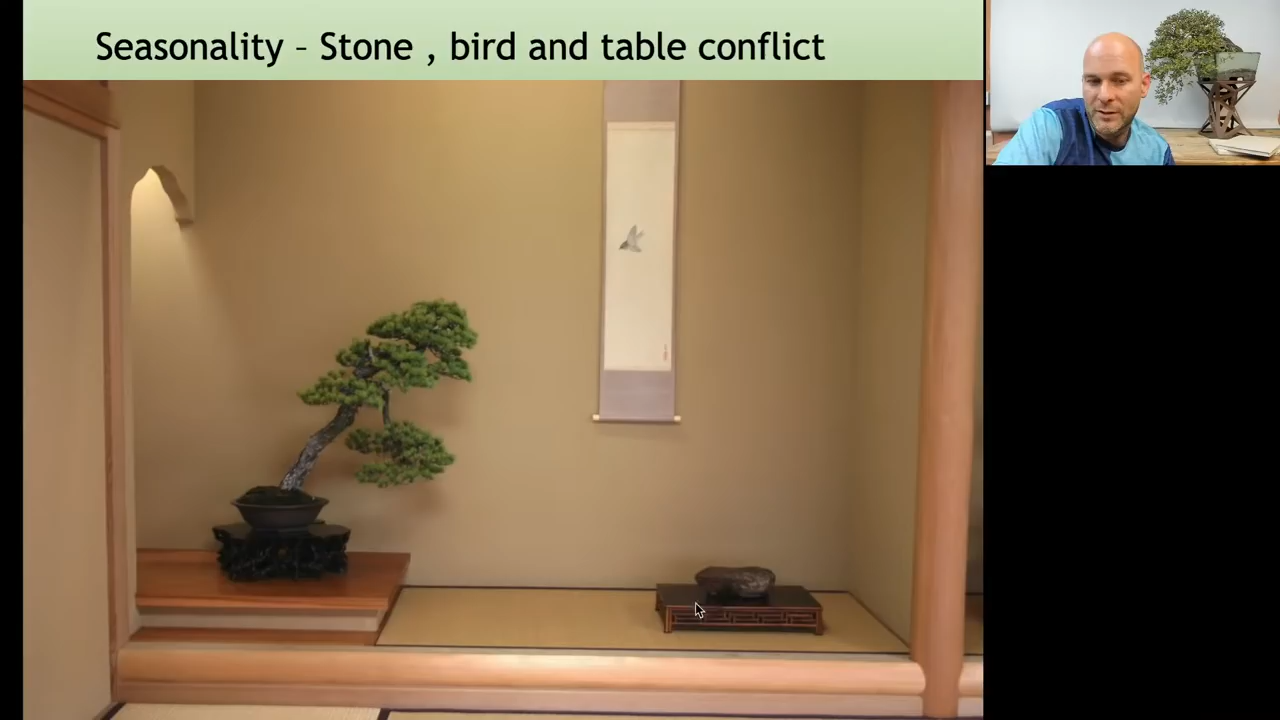 Seasonality – Stone , bird and table conflict